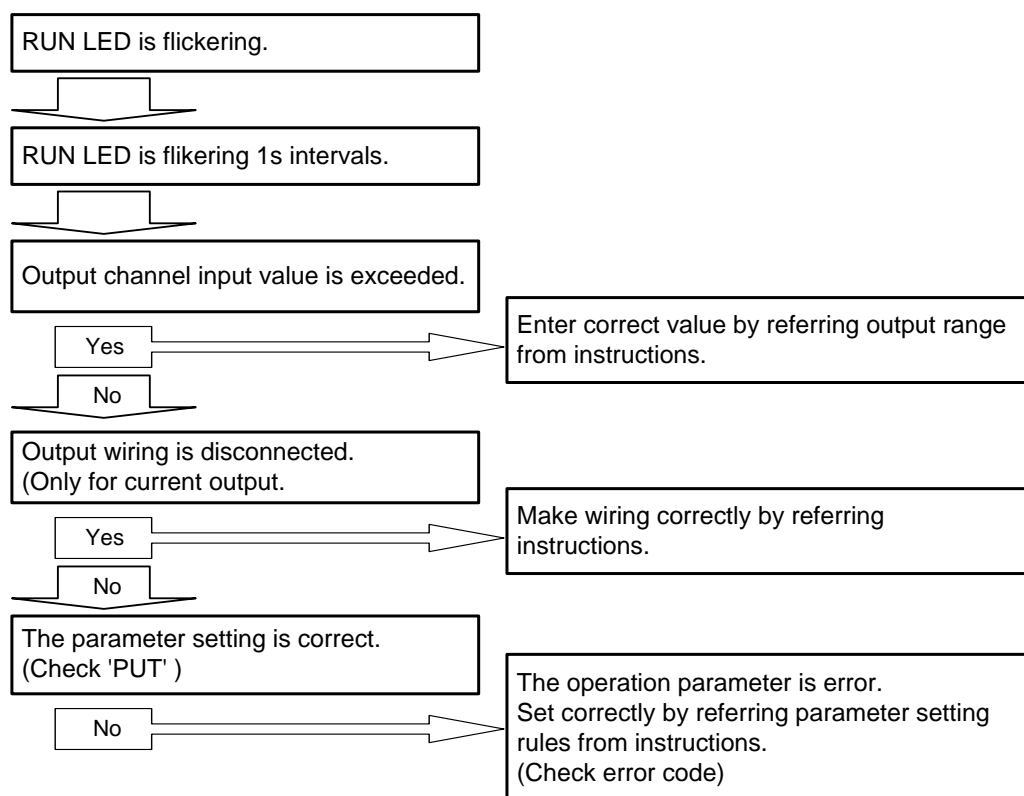 RUN LED is flickering.
RUN LED is flikering 1s intervals.
Output channel input value is exceeded.
Yes
Enter correct value by referring output range
from instructions.
No
Output wiring is disconnected.
(Only for current output.
Yes
Make wiring correctly by referring
instructions.
No
The parameter setting is correct.
(Check 'PUT' )
No
The operation parameter is error.
Set correctly by referring parameter setting
rules from instructions.
(Check error code)